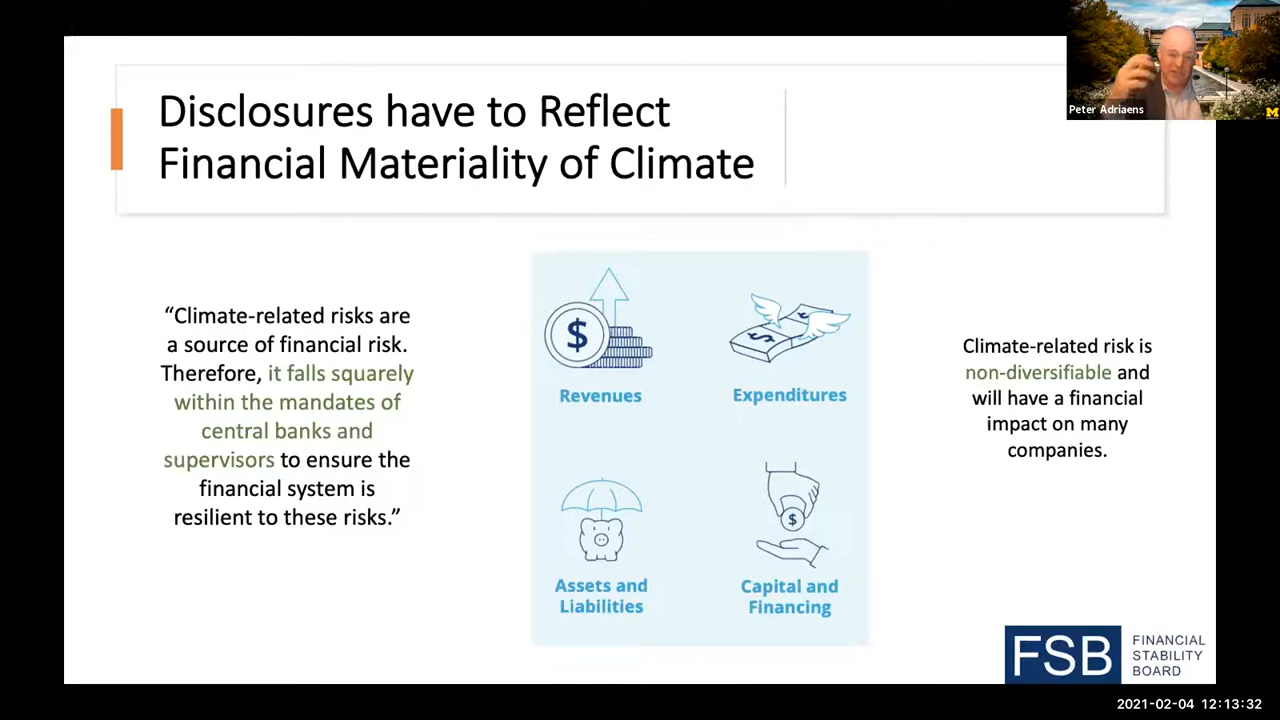 Disclosures have to Reflect
Financial Materiality of Climate
Peter Adriaens
M
“Climate-related risks are
a source of financial risk.
Therefore, it falls squarely
within the mandates of
central banks and
supervisors to ensure the
financial system is
resilient to these risks.”
$
$
$
Revenues
Expenditures
$
Assets and
Liabilities
Capital and
Financing
Climate-related risk is
non-diversifiable and
will have a financial
impact on many
companies.
FSB
FINANCIAL
STABILITY
BOARD
2021-02-04 12:13:32